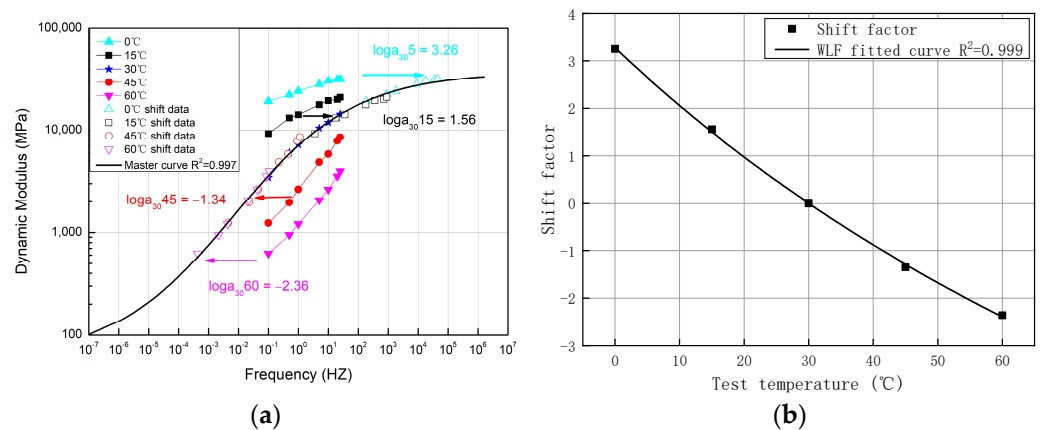 100,000
10,000
1,000
100
Dynamic Modulus (MPa)
0℃
15℃
30℃
45℃
60℃
0℃ shift data
15℃ shift data
45℃ shift data
60℃ shift data
Master curve R²=0.997
loga₃₀5 = 3.26
loga₃₀15 = 1.56
loga₃₀45 = −1.34
loga₃₀60 = −2.36
10⁻⁷ 10⁻⁶ 10⁻⁵ 10⁻⁴ 10⁻³ 10⁻² 10⁻¹ 10⁰ 10¹ 10² 10³ 10⁴ 10⁵ 10⁶ 10⁷
Frequency (HZ)
(a)
4
3
2
1
0
-1
-2
-3
Shift factor
Shift factor
WLF fitted curve R²=0.999
0 10 20 30 40 50 60
Test temperature (℃)
(b)